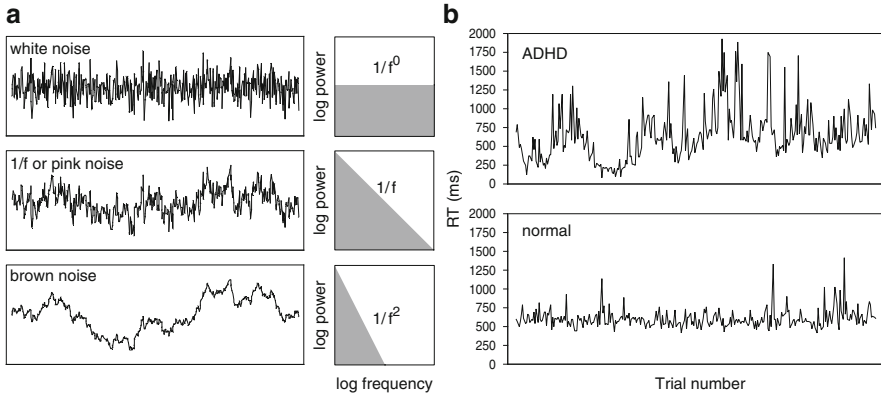 a
white noise
log power
1/f⁰
1/f or pink noise
log power
1/f
brown noise
log power
1/f²
log frequency
b
RT (ms)
2000
1750
1500
1250
1000
750
500
250
0
ADHD
2000
1750
1500
1250
1000
750
500
250
0
normal
Trial number